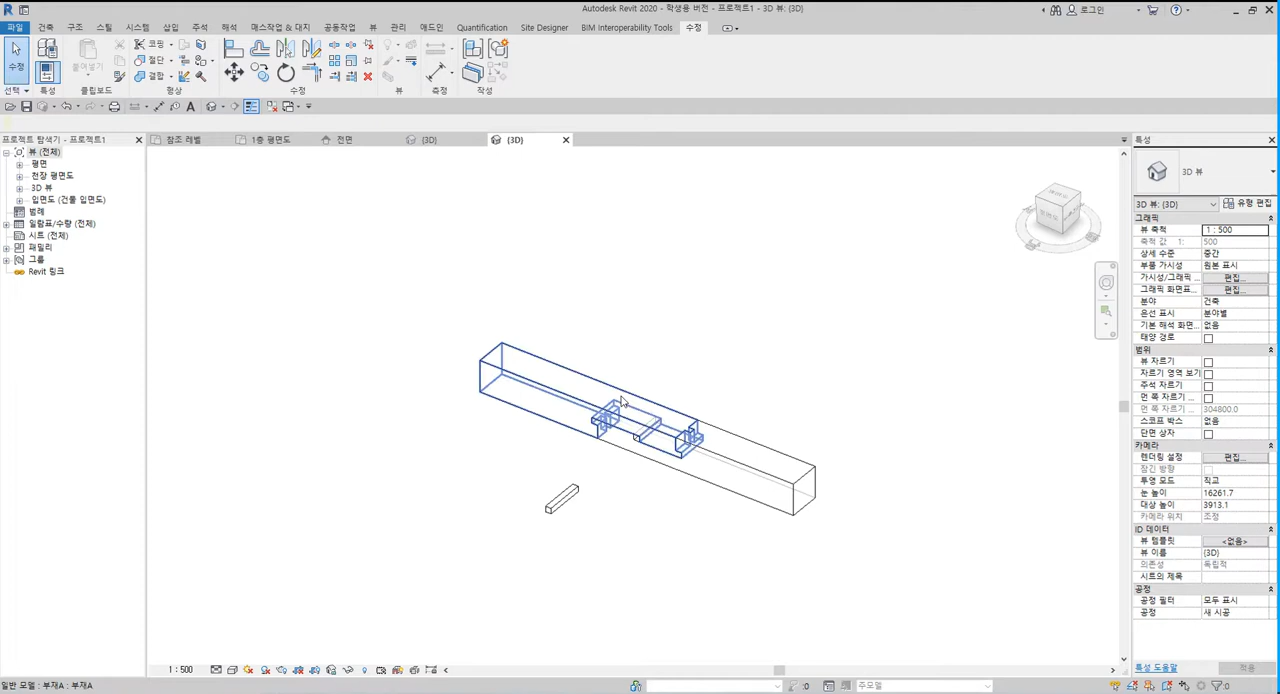 Autodesk Revit 2020 - 학생용 버전 - 프로젝트1 - 3D 뷰: {3D}
로그인
파일 건축 구조 스틸 시스템 삽입 주석 해석 매스작업 & 대지 공동작업 뷰 관리 애드인 Quantification Site Designer BIM Interoperability Tools 수정
수정
붙여넣기
코핑
절단
결합
선택 특성 클립보드 형상 수정 뷰 측정 작성
프로젝트 탐색기 - 프로젝트1
참조 레벨 1층 평면도 전면 {3D} {3D}
특성
뷰 (전체)
평면
천장 평면도
3D 뷰
입면도 (건물 입면도)
범례
일람표/수량 (전체)
시트 (전체)
패밀리
그룹
Revit 링크
3D 뷰
3D 뷰: {3D} 유형 편집
그래픽
뷰 축척 1 : 500
축척 값 1: 500
상세 수준 중간
부품 가시성 원본 표시
가시성/그래픽 ... 편집...
그래픽 화면표... 편집...
분야 건축
은선 표시 분야별
기본 해석 화면... 없음
태양 경로
범위
뷰 자르기
자르기 영역 보기
주석 자르기
먼 쪽 자르기 ...
먼 쪽 자르기 ... 304800.0
스코프 박스 없음
단면 상자
카메라
렌더링 설정 편집...
잠긴 방향
투영 모드 직교
눈 높이 16261.7
대상 높이 3913.1
카메라 위치 조정
ID 데이터
뷰 템플릿 <없음>
뷰 이름 {3D}
의존성 독립적
시트의 제목
공정
공정 필터 모두 표시
공정 새 시공
특성 도움말 적용
1 : 500
일반 모델 : 부재A : 부재A
:0
주모델
:0